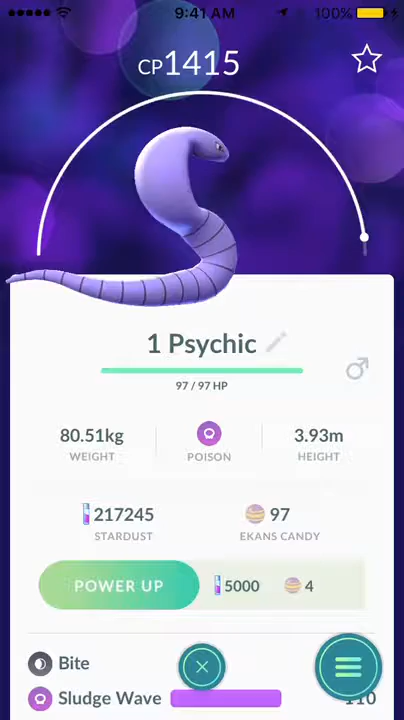 9:41 AM 100%
CP1415
1 Psychic
97 / 97 HP
80.51kg 3.93m
WEIGHT POISON HEIGHT
217245 97
STARDUST EKANS CANDY
POWER UP 5000 4
Bite
Sludge Wave 110